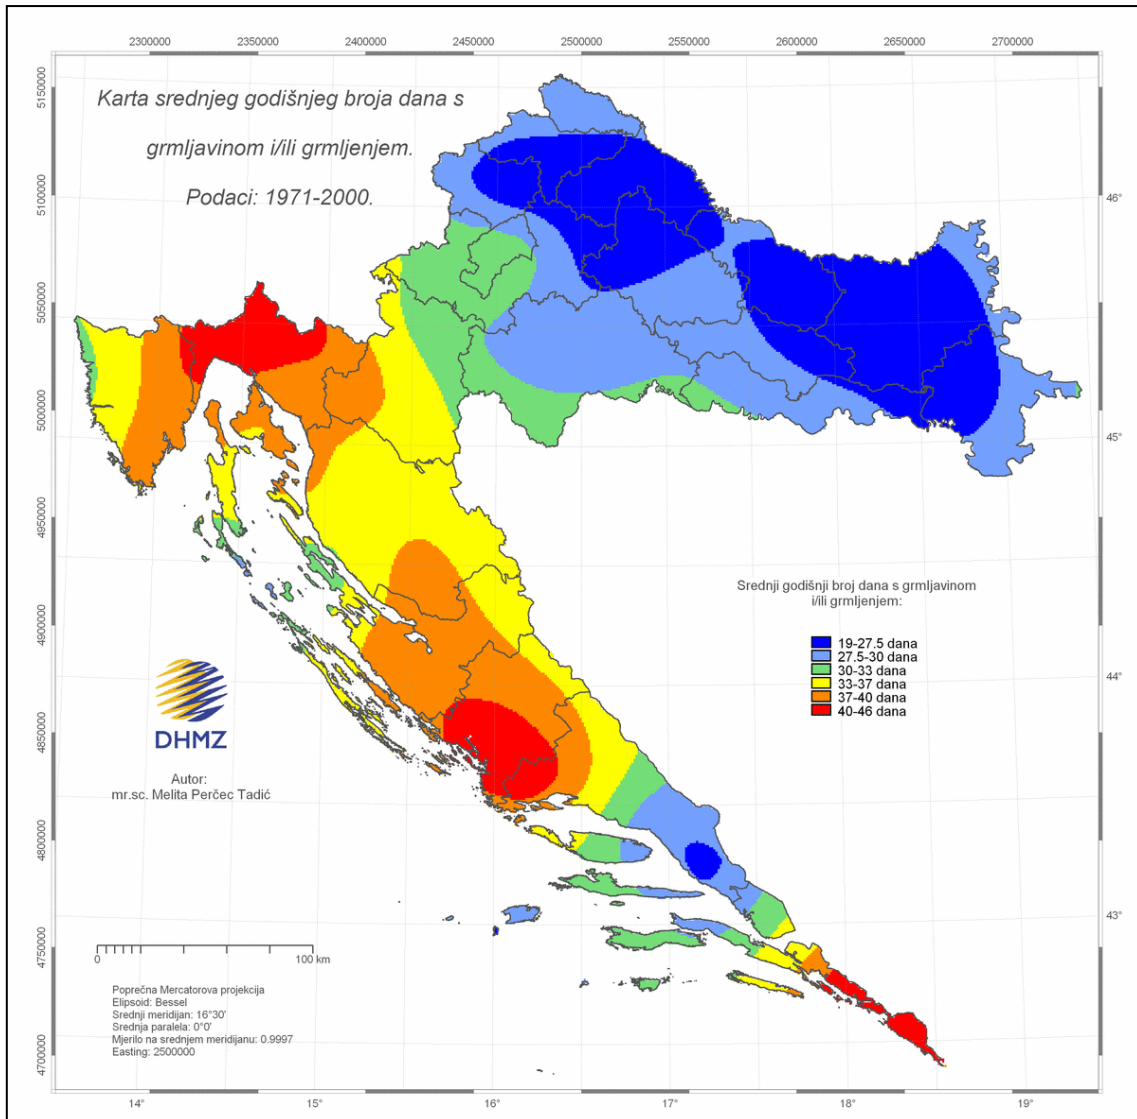 2300000 2350000 2400000 2450000 2500000 2550000 2600000 2650000 2700000
Karta srednjeg godišnjeg broja dana s
grmljavinom i/ili grmljenjem.
Podaci: 1971-2000.
5150000
5100000
5050000
5000000
4950000
4900000
4850000
4800000
4750000
4700000
46°
45°
44°
43°
Srednji godišnji broj dana s grmljavinom
i/ili grmljenjem:
19-27.5 dana
27.5-30 dana
30-33 dana
33-37 dana
37-40 dana
40-46 dana
DHMZ
Autor:
mr.sc. Melita Perčec Tadić
0 100 km
Poprečna Mercatorova projekcija
Elipsoid: Bessel
Srednji meridijan: 16°30'
Srednja paralela: 0°0'
Mjerilo na srednjem meridijanu: 0.9997
Easting: 2500000
14° 15° 16° 17° 18° 19°